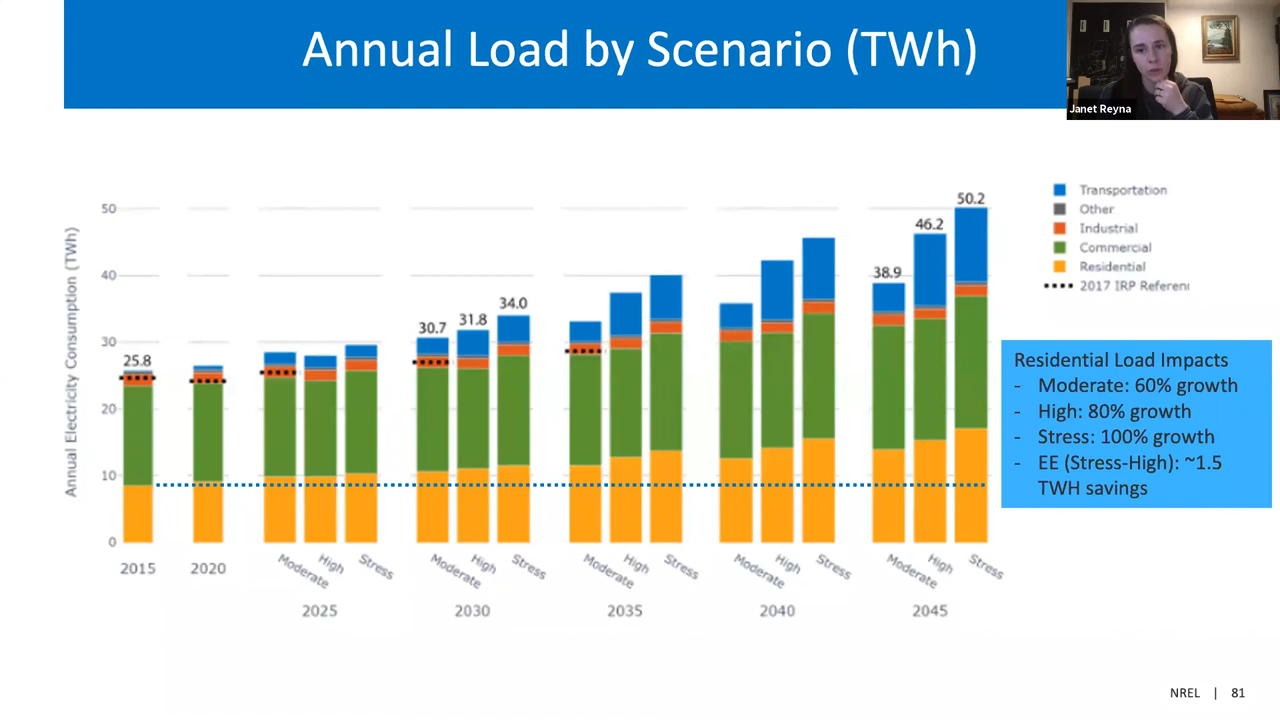 Annual Load by Scenario (TWh)
Janet Reyna
Annual Electricity Consumption (TWh)
50
40
30
20
10
0
25.8
30.7
31.8
34.0
38.9
46.2
50.2
2015
2020
Moderate
High
Stress
2025
Moderate
High
Stress
2030
Moderate
High
Stress
2035
Moderate
High
Stress
2040
Moderate
High
Stress
2045
Transportation
Other
Industrial
Commercial
Residential
2017 IRP Referen
Residential Load Impacts
- Moderate: 60% growth
- High: 80% growth
- Stress: 100% growth
- EE (Stress-High): ~1.5
TWH savings
NREL | 81